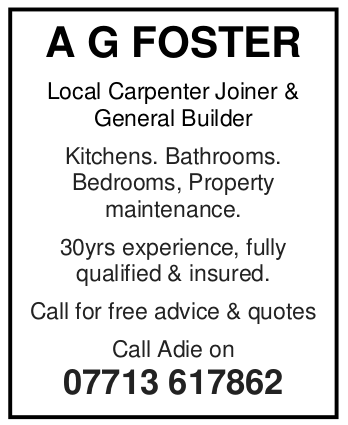 A G FOSTER
Local Carpenter Joiner &
General Builder
Kitchens. Bathrooms.
Bedrooms, Property
maintenance.
30yrs experience, fully
qualified & insured.
Call for free advice & quotes
Call Adie on
07713 617862